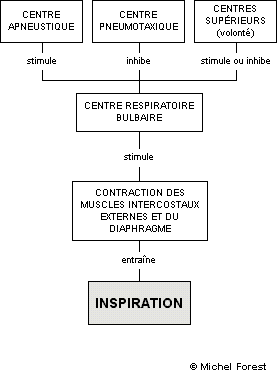 CENTRE
APNEUSTIQUE
CENTRE
PNEUMOTAXIQUE
CENTRES
SUPÉRIEURS
(volonté)
stimule
inhibe
stimule ou inhibe
CENTRE RESPIRATOIRE
BULBAIRE
stimule
CONTRACTION DES
MUSCLES INTERCOSTAUX
EXTERNES ET DU
DIAPHRAGME
entraîne
INSPIRATION
© Michel Forest